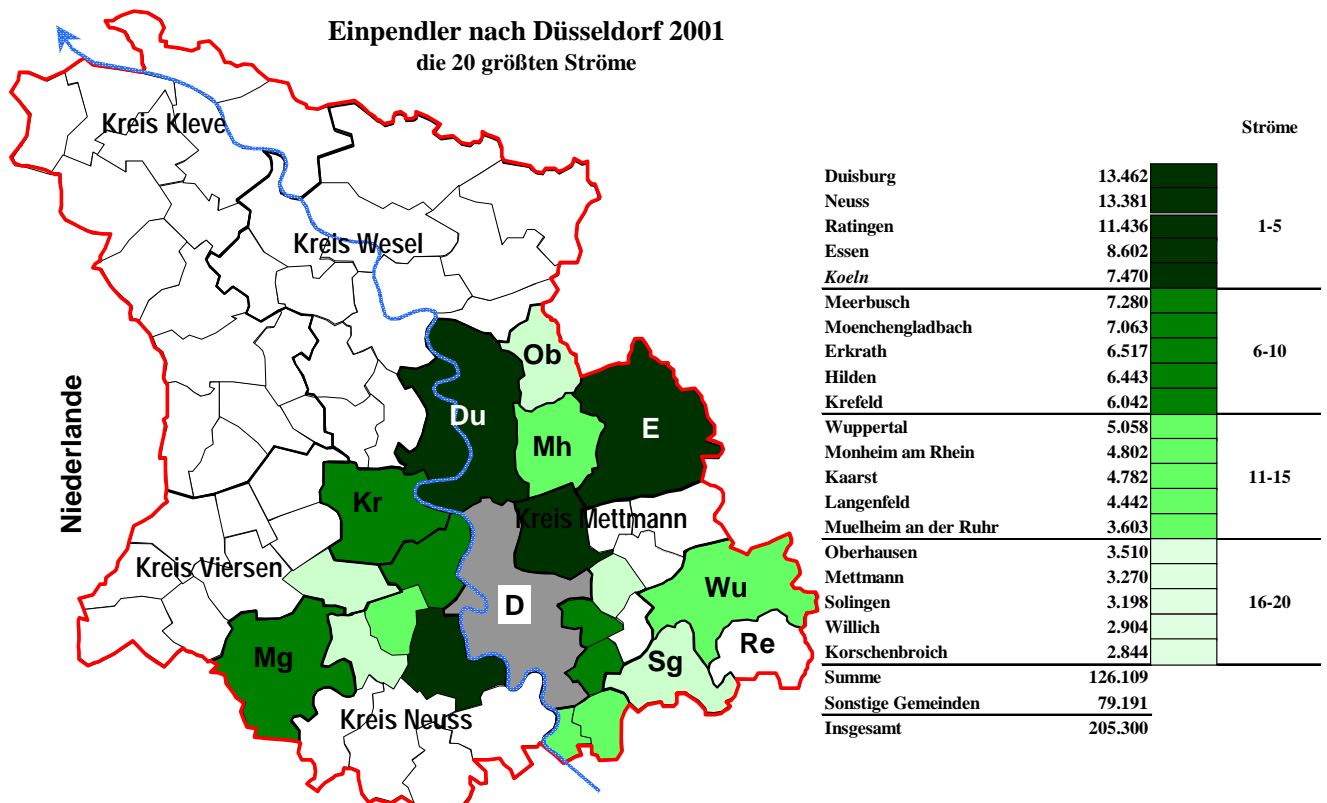 Einpendler nach Düsseldorf 2001
die 20 größten Ströme
Kreis Kleve
Kreis Wesel
Ob
Du
Mh
E
Niederlande
Kr
Kreis Mettmann
Kreis Viersen
D
Wu
Mg
Sg
Re
Kreis Neuss
Ströme
Duisburg 13.462
Neuss 13.381
Ratingen 11.436 1-5
Essen 8.602
Koeln 7.470
Meerbusch 7.280
Moenchengladbach 7.063
Erkrath 6.517 6-10
Hilden 6.443
Krefeld 6.042
Wuppertal 5.058
Monheim am Rhein 4.802
Kaarst 4.782 11-15
Langenfeld 4.442
Muelheim an der Ruhr 3.603
Oberhausen 3.510
Mettmann 3.270
Solingen 3.198 16-20
Willich 2.904
Korschenbroich 2.844
Summe 126.109
Sonstige Gemeinden 79.191
Insgesamt 205.300